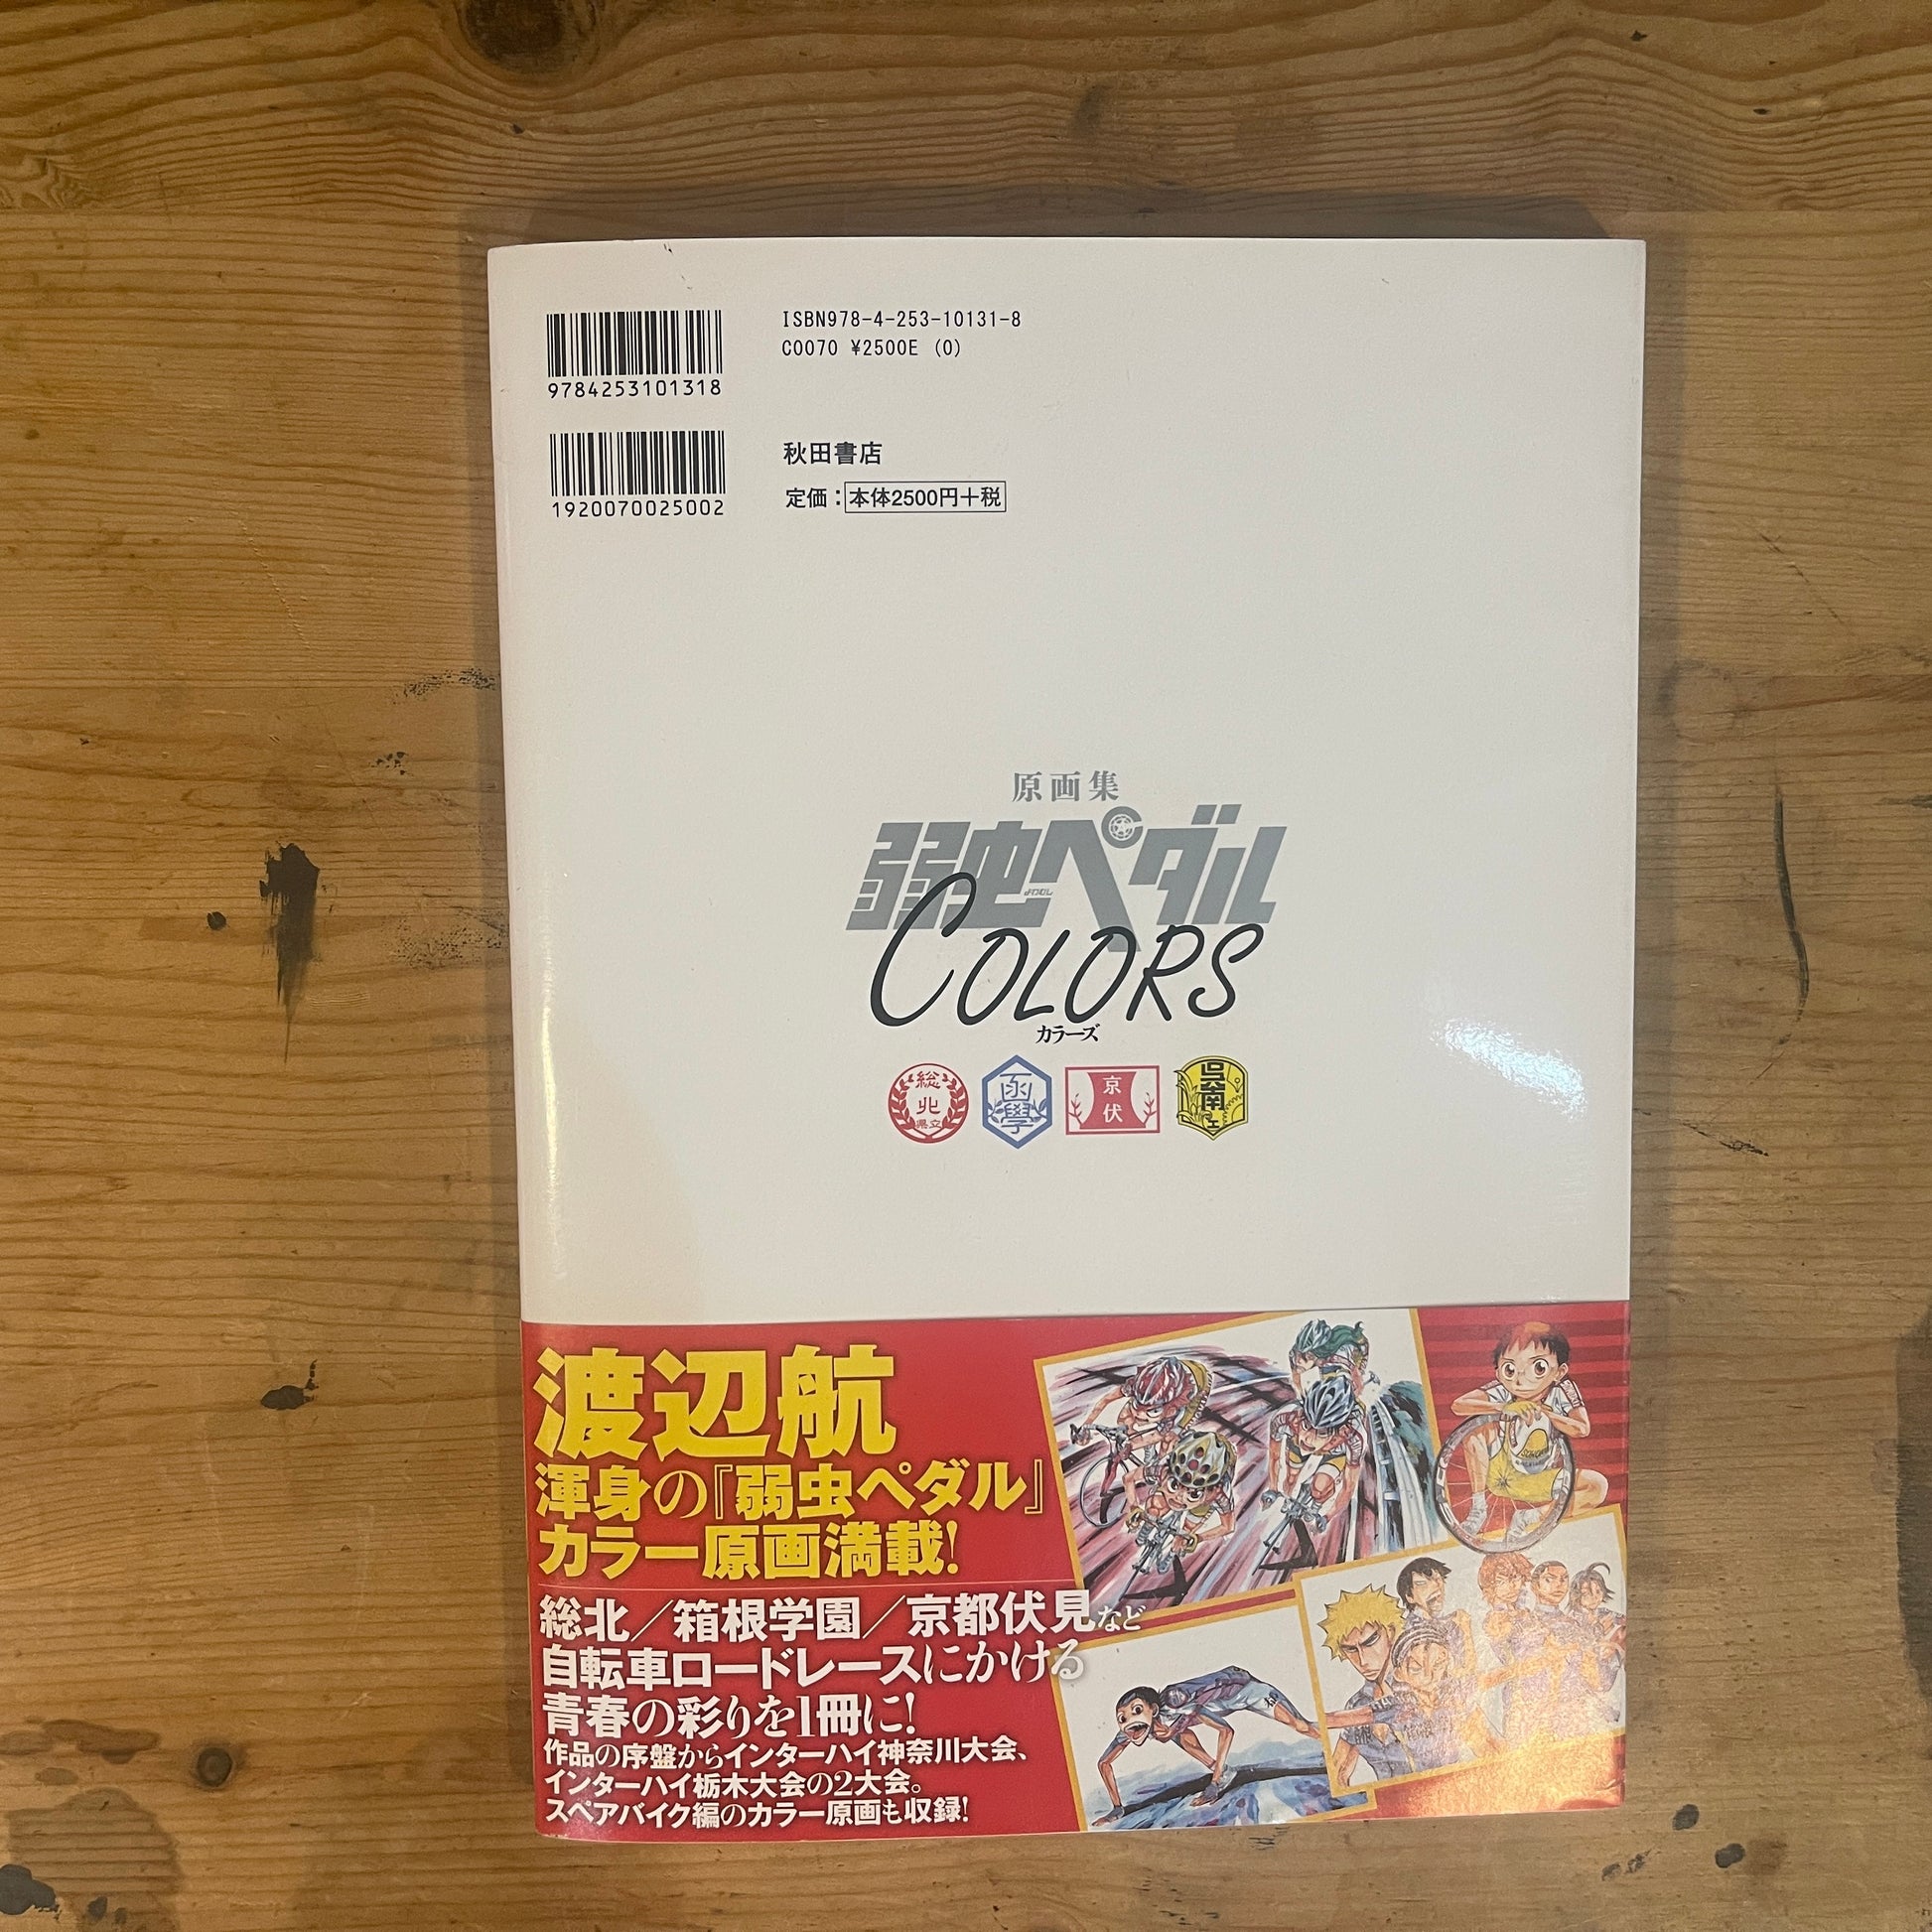 9784253101318
ISBN978-4-253-10131-8
C0070 ¥2500E (0)
1920070025002
秋田書店
定価：本体2500円＋税
原画集
弱虫ペダル
COLORS
カラーズ
総北
県立
函學
京伏
呉南
工
渡辺航
渾身の『弱虫ペダル』
カラー原画満載！
総北／箱根学園／京都伏見など
自転車ロードレースにかける
青春の彩りを1冊に！
作品の序盤からインターハイ神奈川大会、
インターハイ栃木大会の2大会。
スペアバイク編のカラー原画も収録！